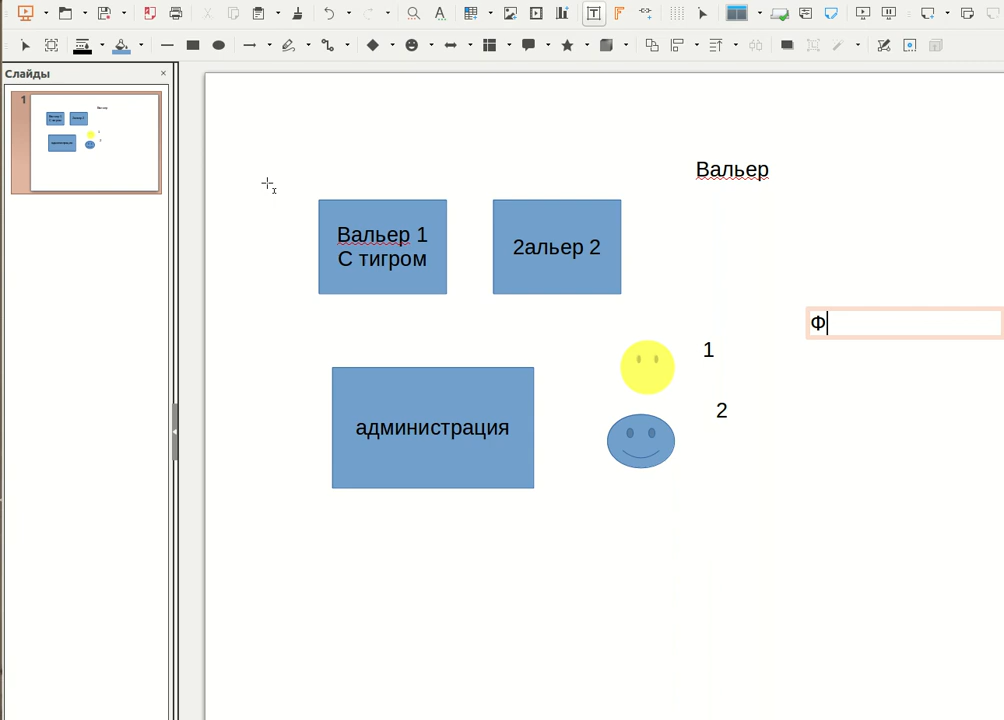 Слайды
1
Вальер
Вальер 1
С тигром
2альер 2
Ф
1
2
администрация